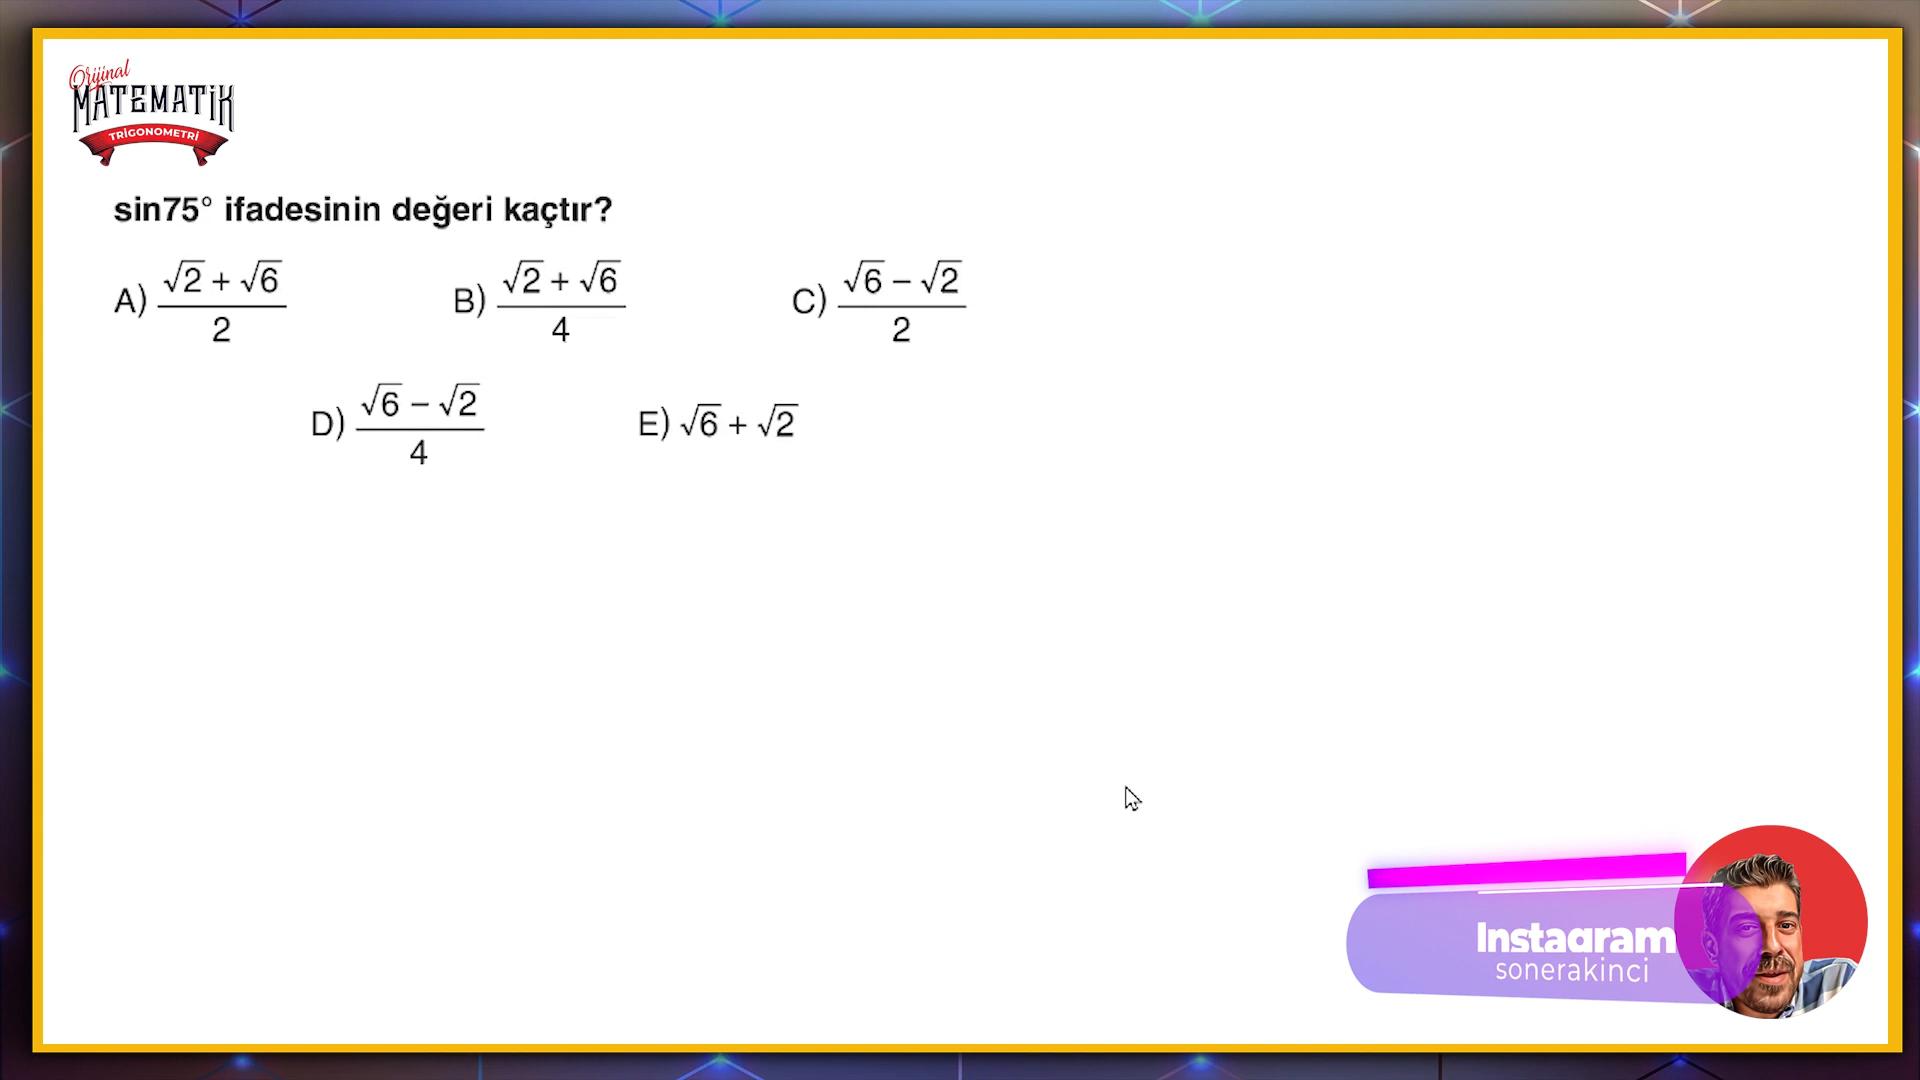 Orijinal
MATEMATİK
TRİGONOMETRİ
sin75° ifadesinin değeri kaçtır?
A) (√2 + √6)/2 B) (√2 + √6)/4 C) (√6 − √2)/2
D) (√6 − √2)/4 E) √6 + √2
Instagram
sonerakinci